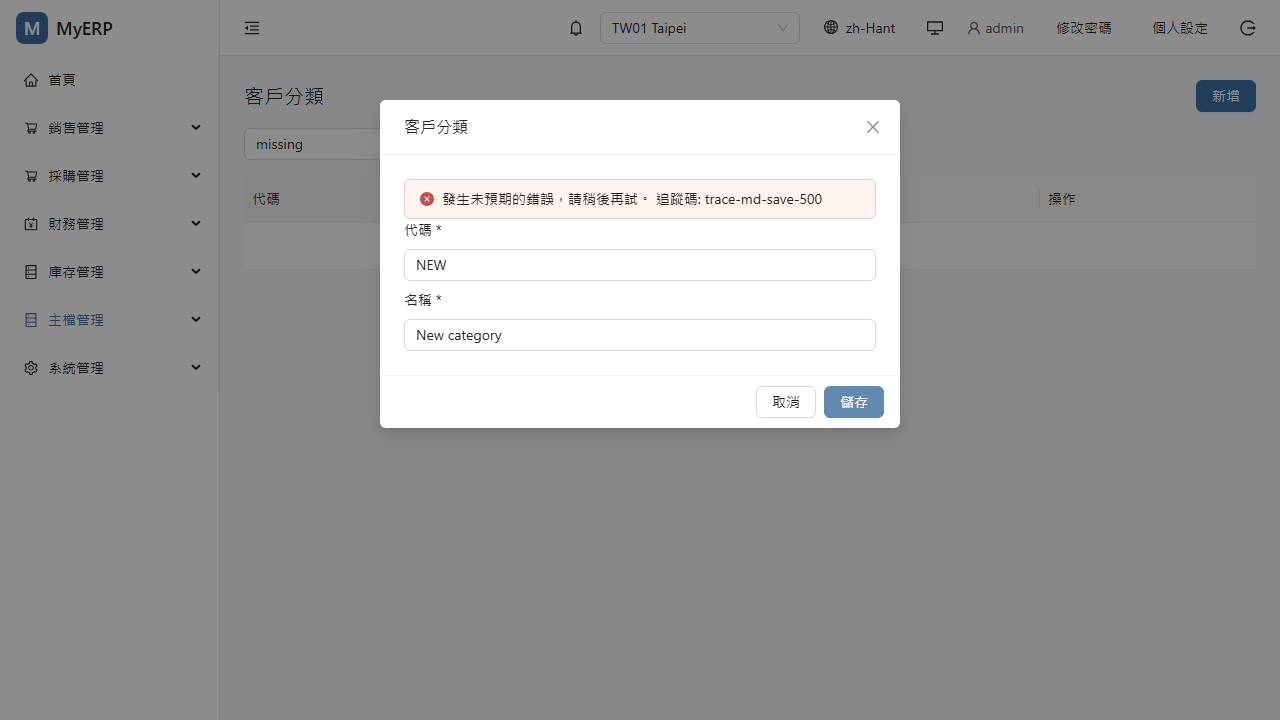 M MyERP
TW01 Taipei
zh-Hant
admin
修改密碼
個人設定
首頁
銷售管理
採購管理
財務管理
庫存管理
主檔管理
系統管理
客戶分類
新增
missing
代碼
操作
客戶分類
發生未預期的錯誤，請稍後再試。 追蹤碼: trace-md-save-500
代碼 *
NEW
名稱 *
New category
取消
儲存